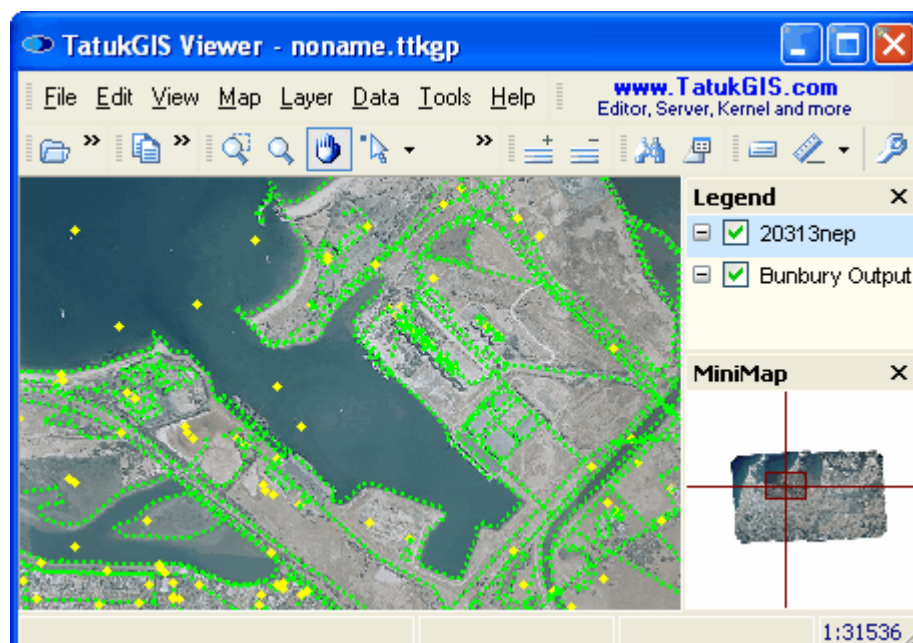 TatukGIS Viewer - noname.ttkgp
File Edit View Map Layer Data Tools Help
www.TatukGIS.com
Editor, Server, Kernel and more
Legend
20313nep
Bunbury Output
MiniMap
1:31536